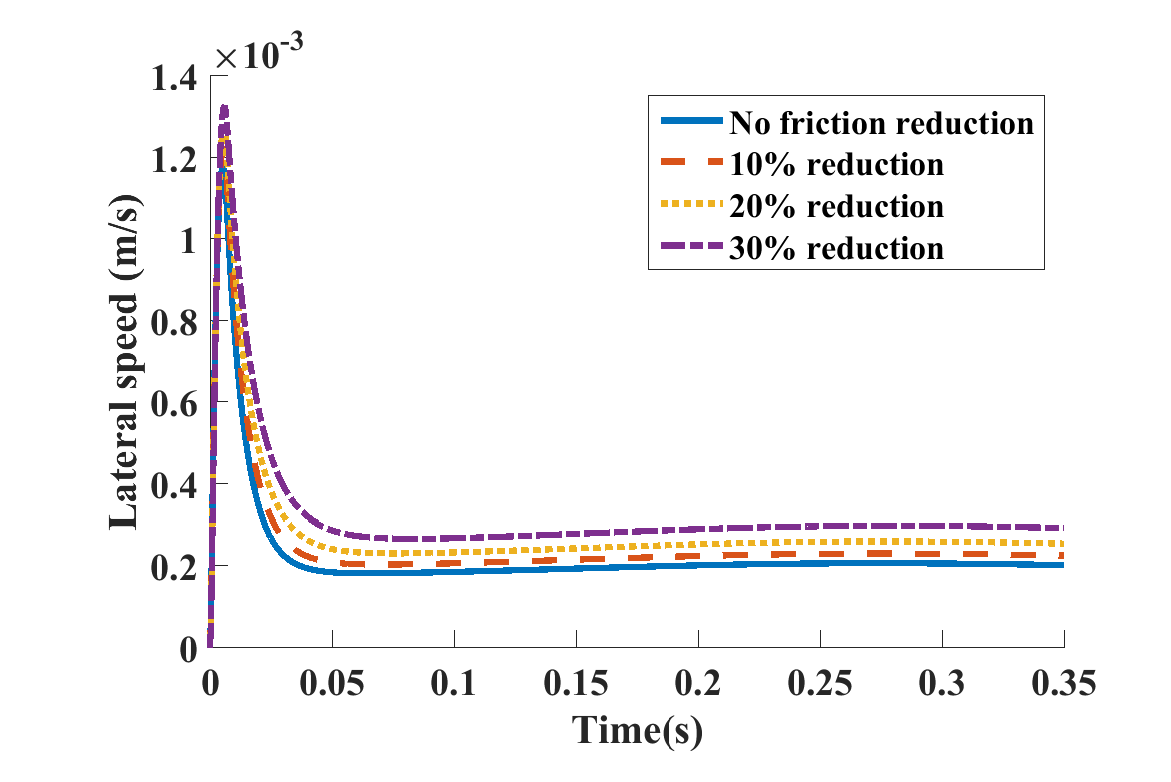 ×10-3
1.4
1.2
1
0.8
0.6
0.4
0.2
0
Lateral speed (m/s)
No friction reduction
10% reduction
20% reduction
30% reduction
0 0.05 0.1 0.15 0.2 0.25 0.3 0.35
Time(s)